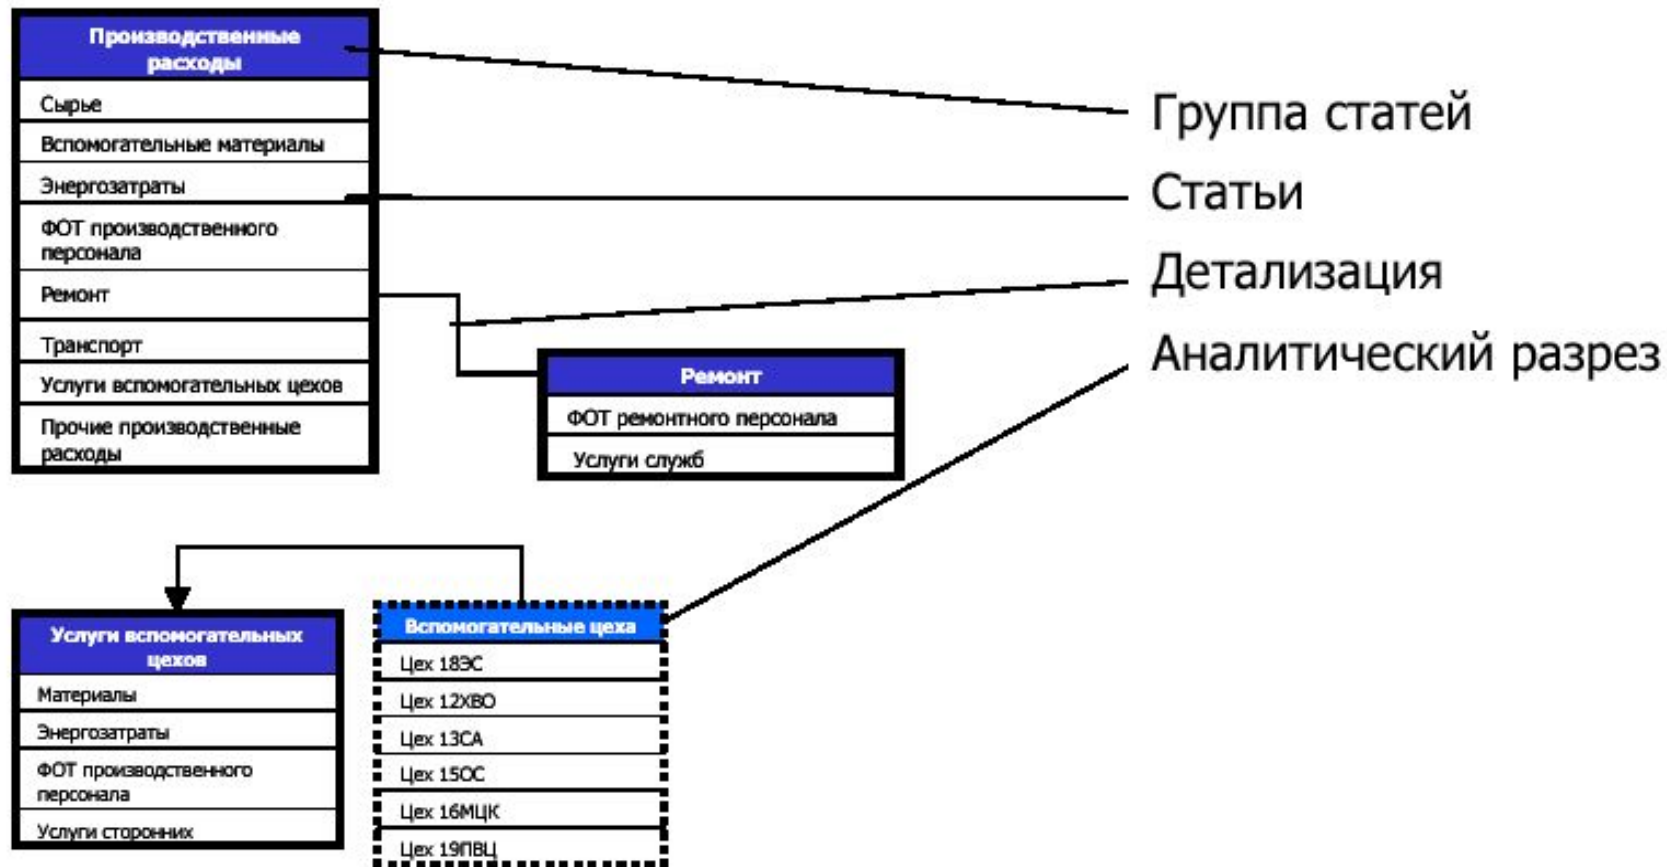 Производственные
расходы
Сырье
Вспомогательные материалы
Энергозатраты
ФОТ производственного
персонала
Ремонт
Транспорт
Услуги вспомогательных цехов
Прочие производственные
расходы
Группа статей
Статьи
Детализация
Аналитический разрез
Ремонт
ФОТ ремонтного персонала
Услуги служб
Услуги вспомогательных
цехов
Материалы
Энергозатраты
ФОТ производственного
персонала
Услуги сторонних
Вспомогательные цеха
Цех 18ЭС
Цех 12ХВО
Цех 13СА
Цех 15ОС
Цех 16МЦК
Цех 19ПВЦ